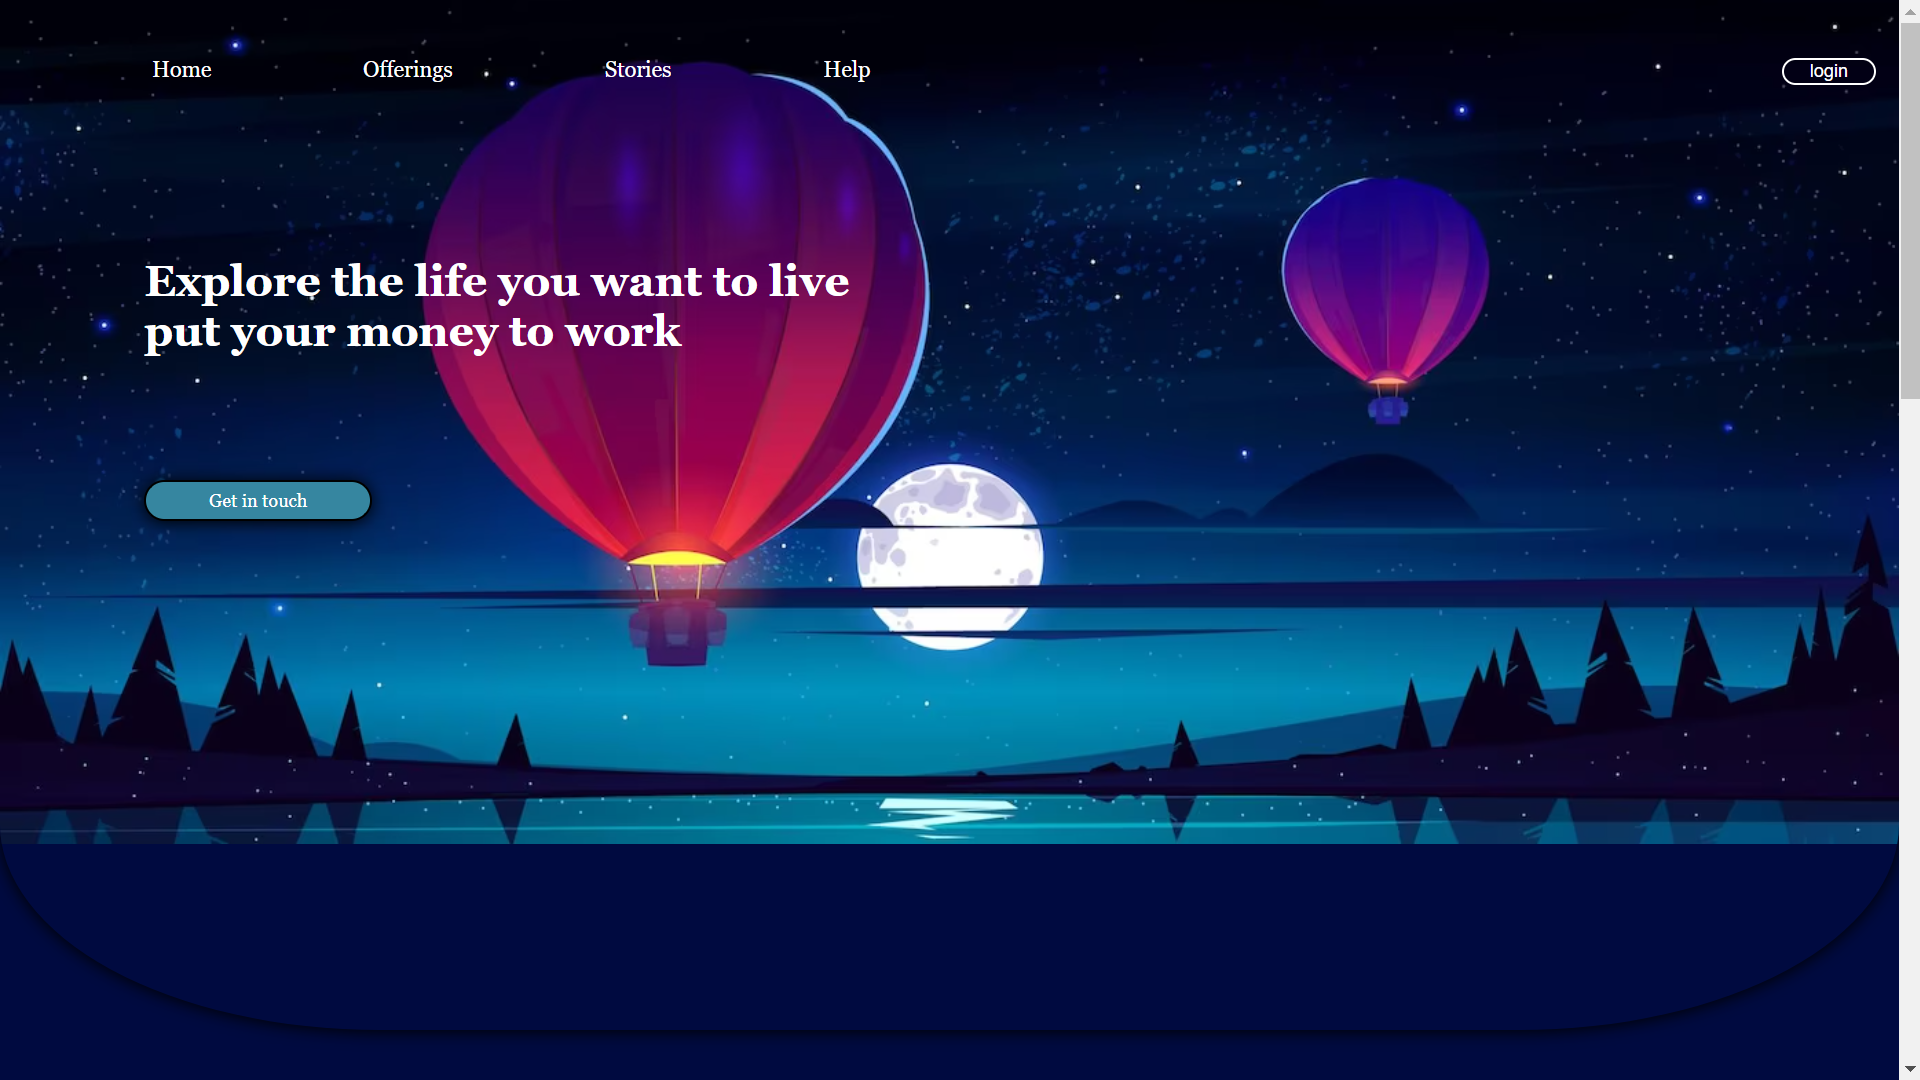 Home
Offerings
Stories
Help
login
Explore the life you want to live
put your money to work
Get in touch